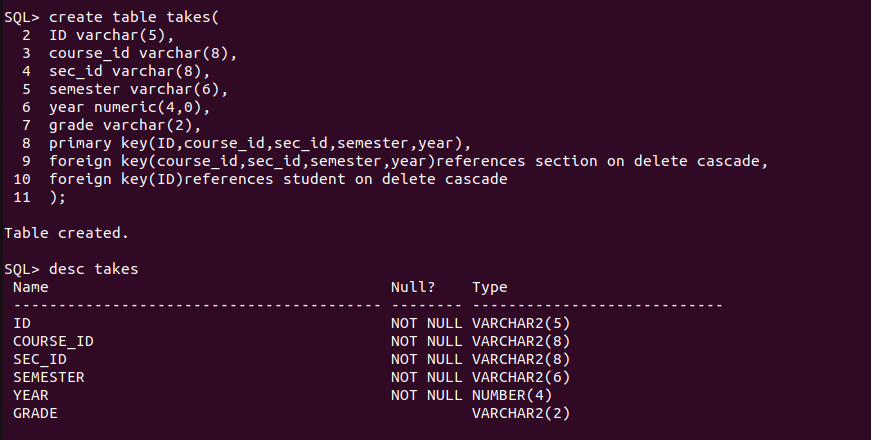 SQL> create table takes(
  2  ID varchar(5),
  3  course_id varchar(8),
  4  sec_id varchar(8),
  5  semester varchar(6),
  6  year numeric(4,0),
  7  grade varchar(2),
  8  primary key(ID,course_id,sec_id,semester,year),
  9  foreign key(course_id,sec_id,semester,year)references section on delete cascade,
 10  foreign key(ID)references student on delete cascade
 11  );

Table created.

SQL> desc takes
 Name                                      Null?    Type
 ----------------------------------------- -------- ----------------------------
 ID                                        NOT NULL VARCHAR2(5)
 COURSE_ID                                 NOT NULL VARCHAR2(8)
 SEC_ID                                    NOT NULL VARCHAR2(8)
 SEMESTER                                  NOT NULL VARCHAR2(6)
 YEAR                                      NOT NULL NUMBER(4)
 GRADE                                              VARCHAR2(2)